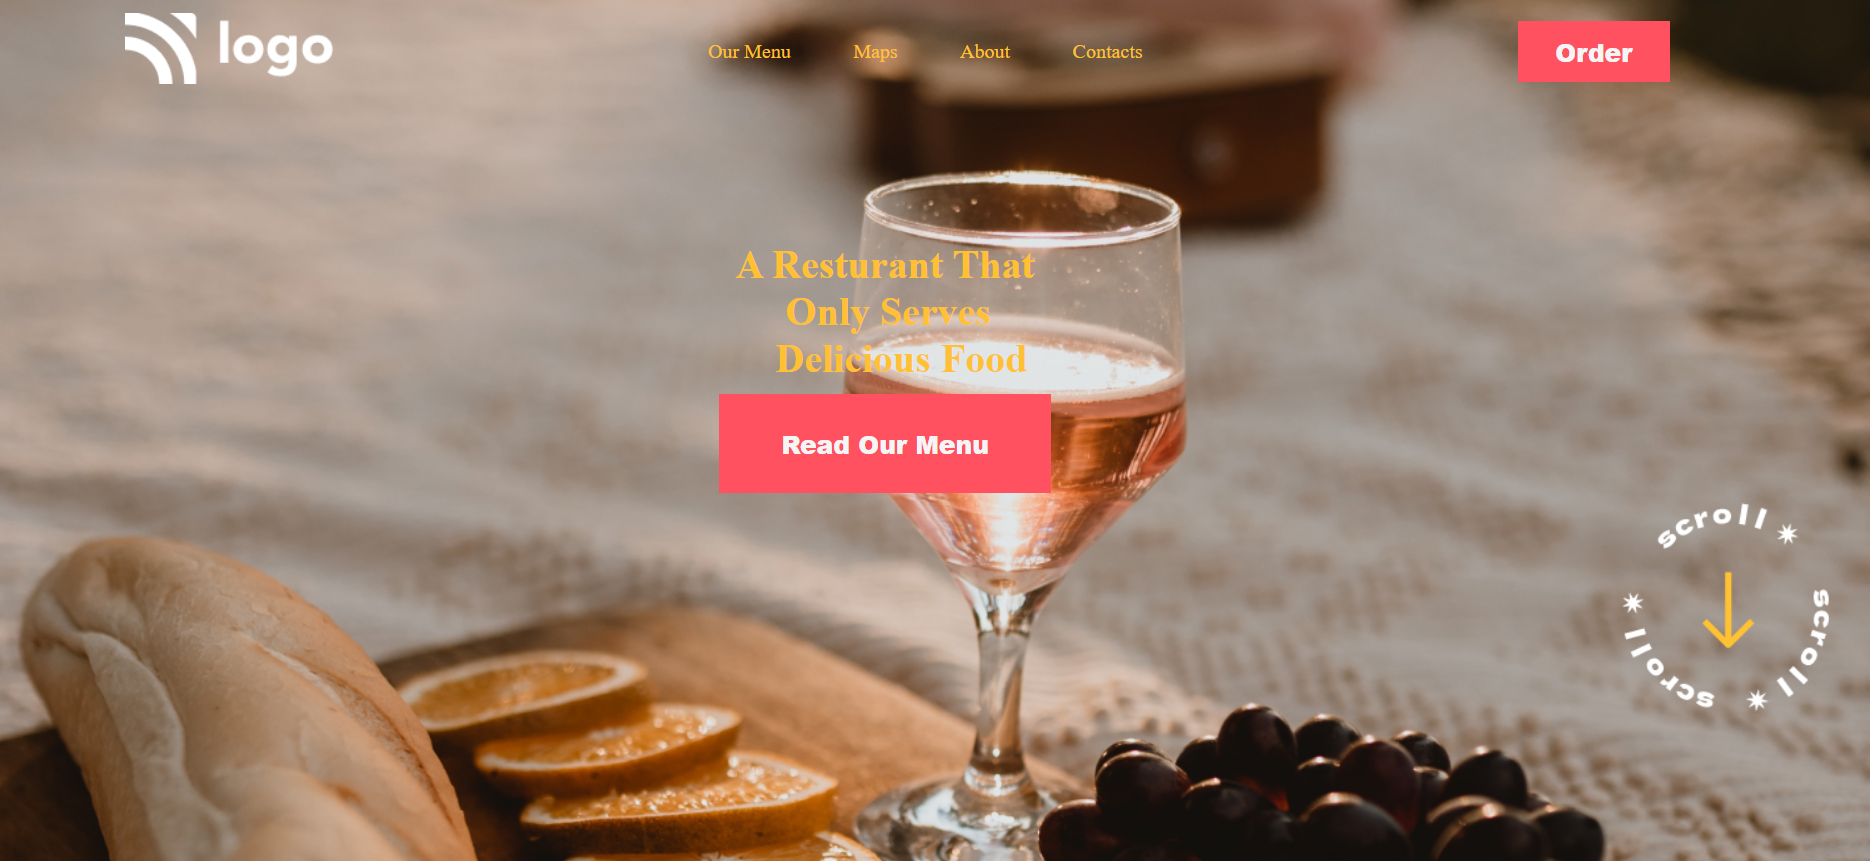 logo
Our Menu
Maps
About
Contacts
Order
A Resturant That
Only Serves
Delicious Food
Read Our Menu
scroll
scroll
scroll